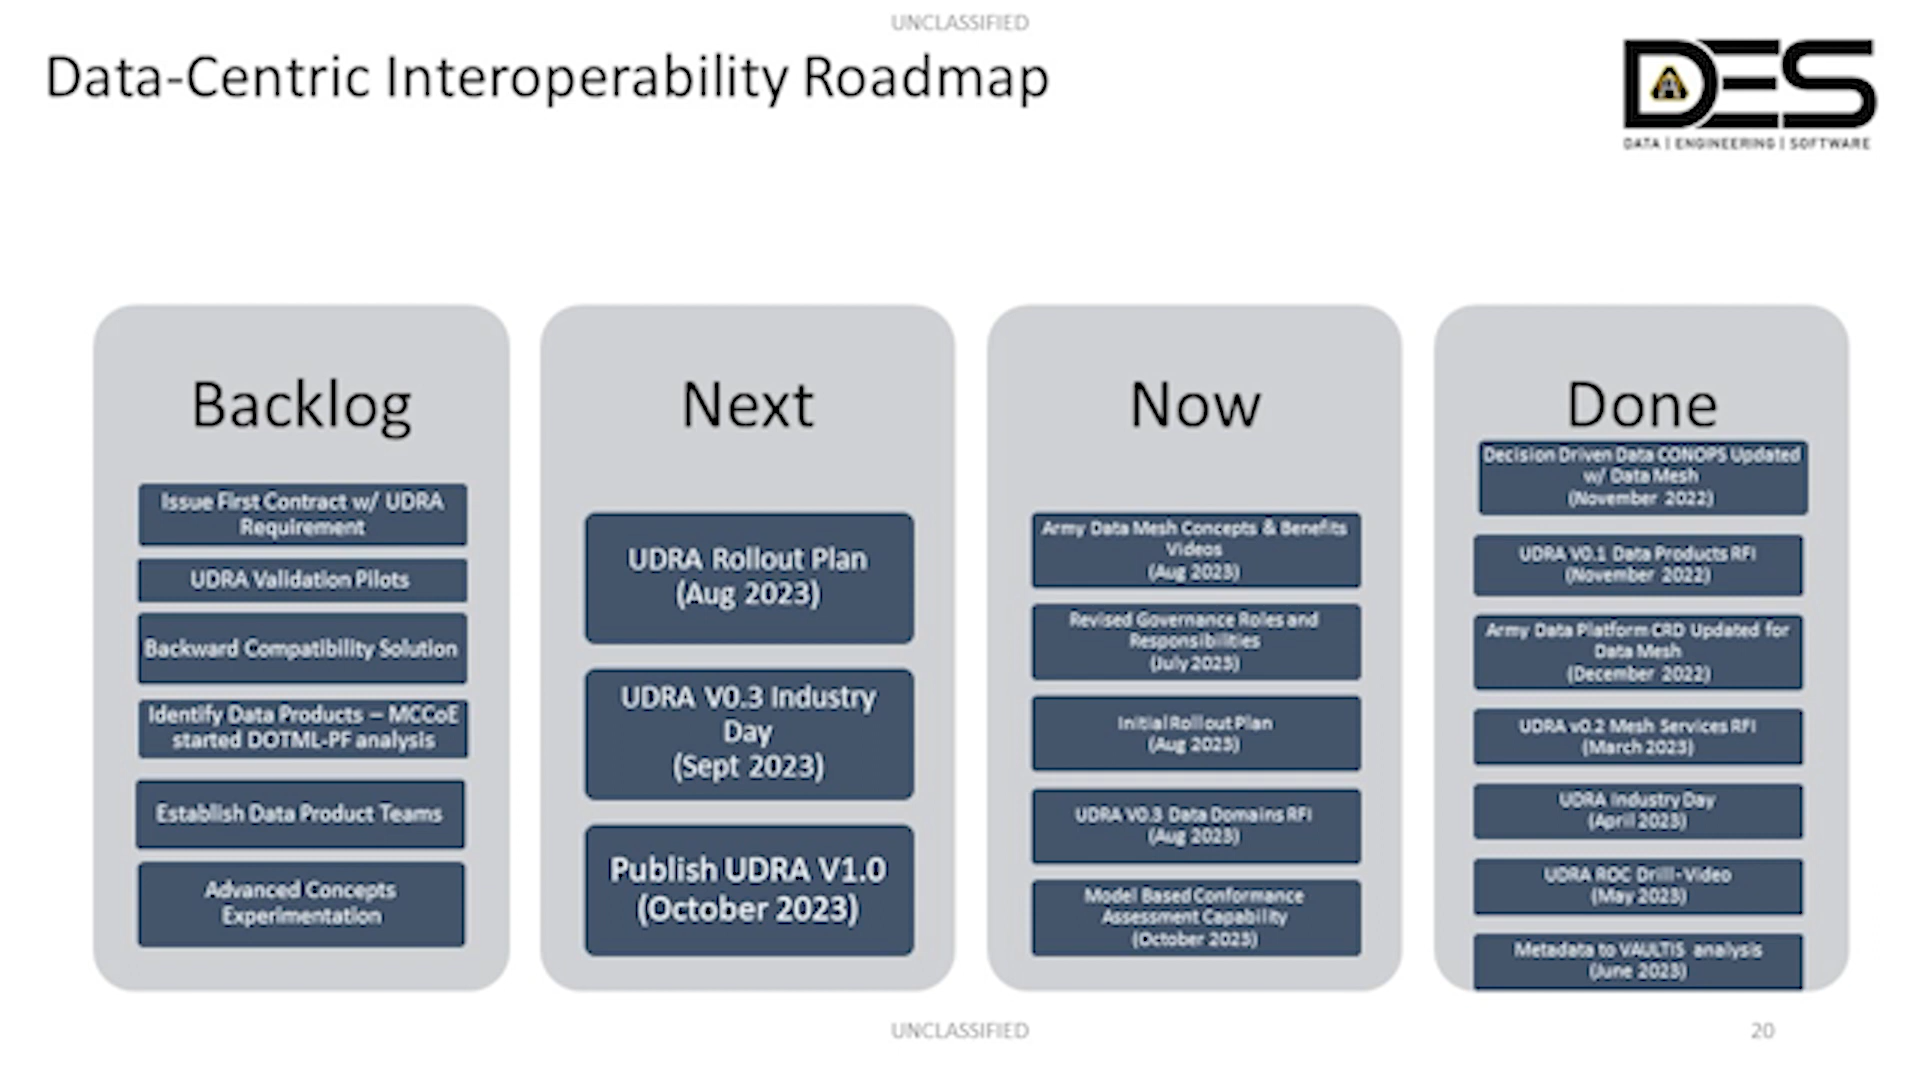 UNCLASSIFIED
Data-Centric Interoperability Roadmap
DES
DATA | ENGINEERING | SOFTWARE
Backlog
Issue First Contract w/ UDRA
Requirement
UDRA Validation Pilots
Backward Compatibility Solution
Identify Data Products – MCCoE
started DOTML-PF analysis
Establish Data Product Teams
Advanced Concepts
Experimentation
Next
UDRA Rollout Plan
(Aug 2023)
UDRA V0.3 Industry
Day
(Sept 2023)
Publish UDRA V1.0
(October 2023)
Now
Army Data Mesh Concepts & Benefits
Videos
(Aug 2023)
Revised Governance Roles and
Responsibilities
(July 2023)
Initial Rollout Plan
(Aug 2023)
UDRA V0.3 Data Domains RFI
(Aug 2023)
Model Based Conformance
Assessment Capability
(October 2023)
Done
Decision Driven Data CONOPS Updated
w/ Data Mesh
(November 2022)
UDRA V0.1 Data Products RFI
(November 2022)
Army Data Platform CRD Updated for
Data Mesh
(December 2022)
UDRA v0.2 Mesh Services RFI
(March 2023)
UDRA Industry Day
(April 2023)
UDRA ROC Drill- Video
(May 2023)
Metadata to VAULTIS analysis
(June 2023)
UNCLASSIFIED
20